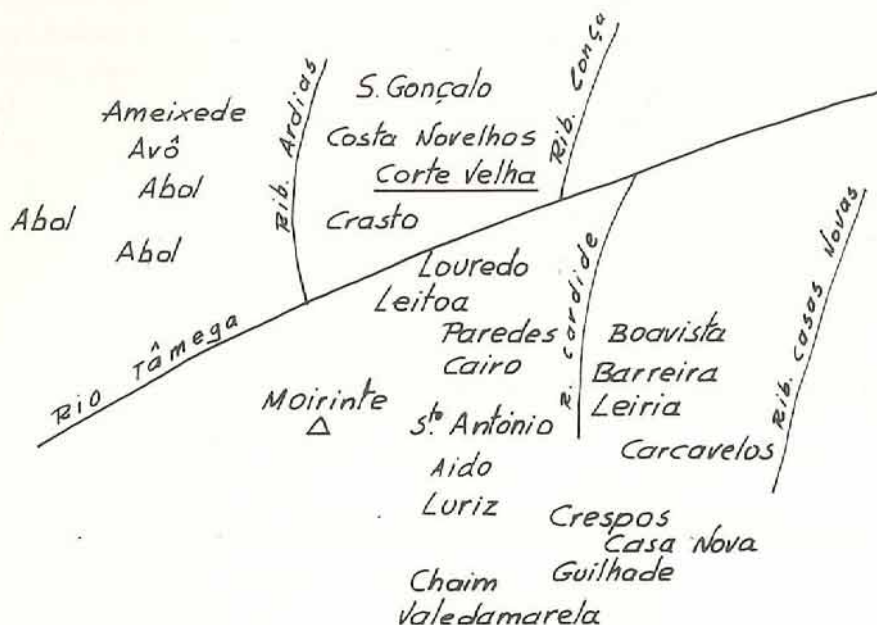 Rib. Conça
S. Gonçalo
Rib. Ardias
Ameixede
Costa Novelhos
Avô
Corte Velha
Abol
Abol
Crasto
Abol
Rib. Casas Novas
Louredo
R. Cardide
Leitoa
Rio Tâmega
Paredes
Boavista
Cairo
Barreira
Moirinte
Leiria
Sto António
Carcavelos
Aido
Luriz
Crespos
Casa Nova
Guilhade
Chaim
Valedamarela